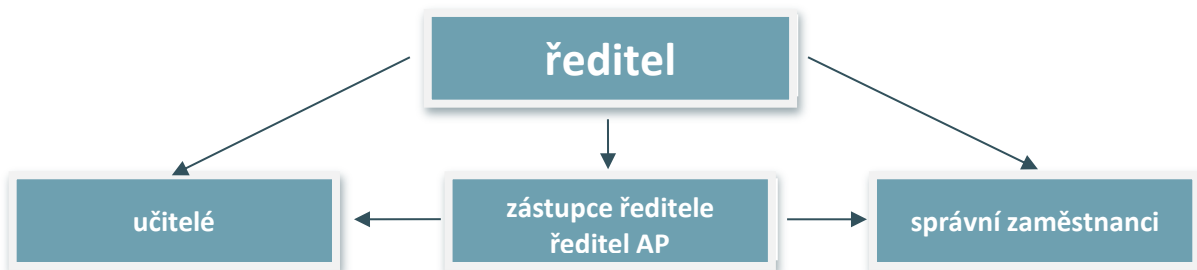 ředitel
učitelé
zástupce ředitele
ředitel AP
správní zaměstnanci